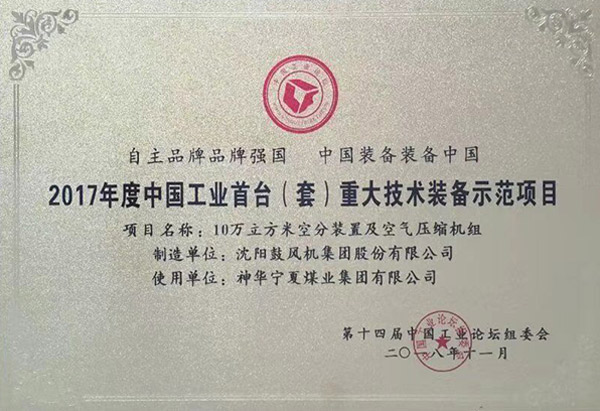 中国工业论坛
自主品牌品牌强国 中国装备装备中国
2017年度中国工业首台（套）重大技术装备示范项目
项目名称：10万立方米空分装置及空气压缩机组
制造单位：沈阳鼓风机集团股份有限公司
使用单位：神华宁夏煤业集团有限公司
第十四届中国工业论坛组委会
二〇一八年十一月